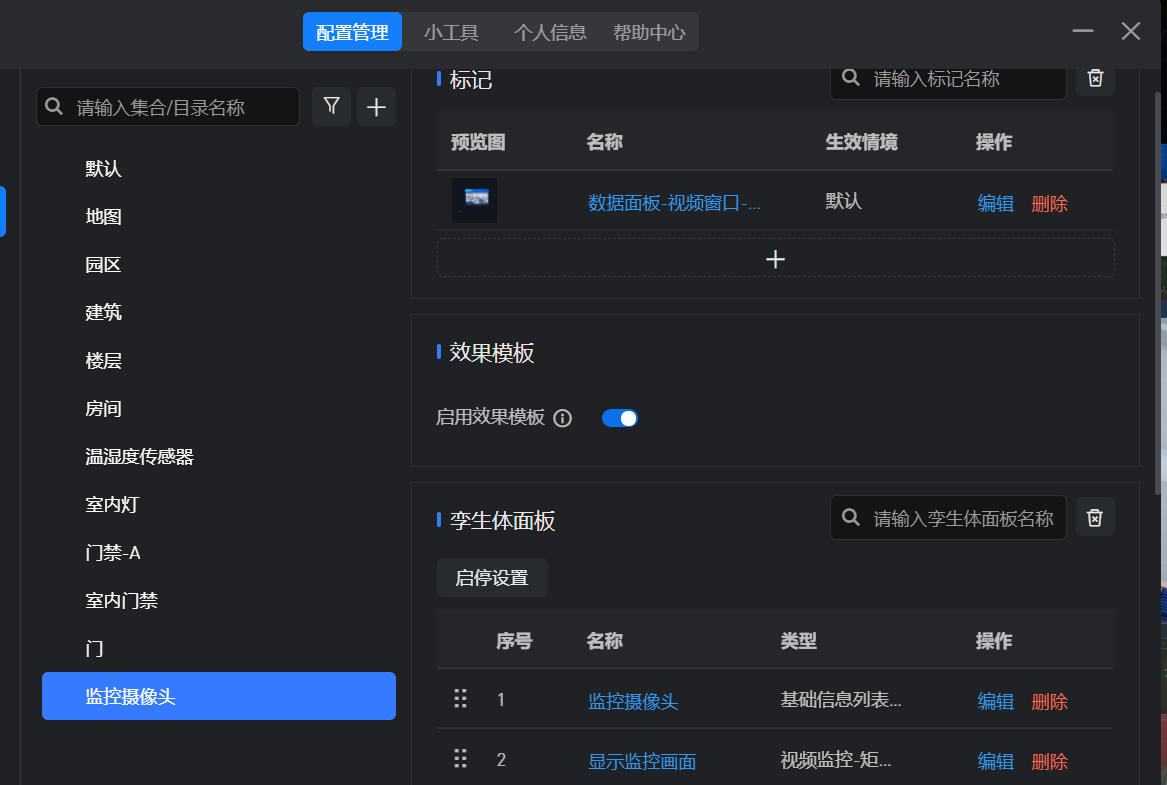 配置管理 小工具 个人信息 帮助中心
请输入集合/目录名称
默认
地图
园区
建筑
楼层
房间
温湿度传感器
室内灯
门禁-A
室内门禁
门
监控摄像头
标记 请输入标记名称
预览图 名称 生效情境 操作
数据面板-视频窗口-... 默认 编辑 删除
效果模板
启用效果模板
孪生体面板 请输入孪生体面板名称
启停设置
序号 名称 类型 操作
1 监控摄像头 基础信息列表... 编辑 删除
2 显示监控画面 视频监控-矩... 编辑 删除